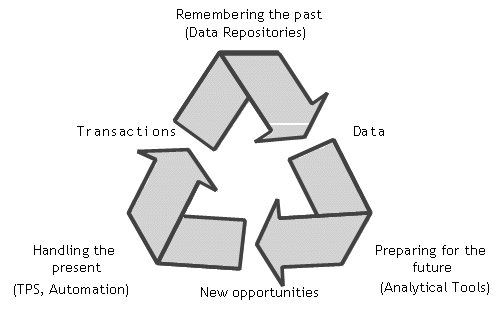 Remembering the past
(Data Repositories)
Transactions
Data
Handling the
present
(TPS, Automation)
New opportunities
Preparing for the
future
(Analytical Tools)